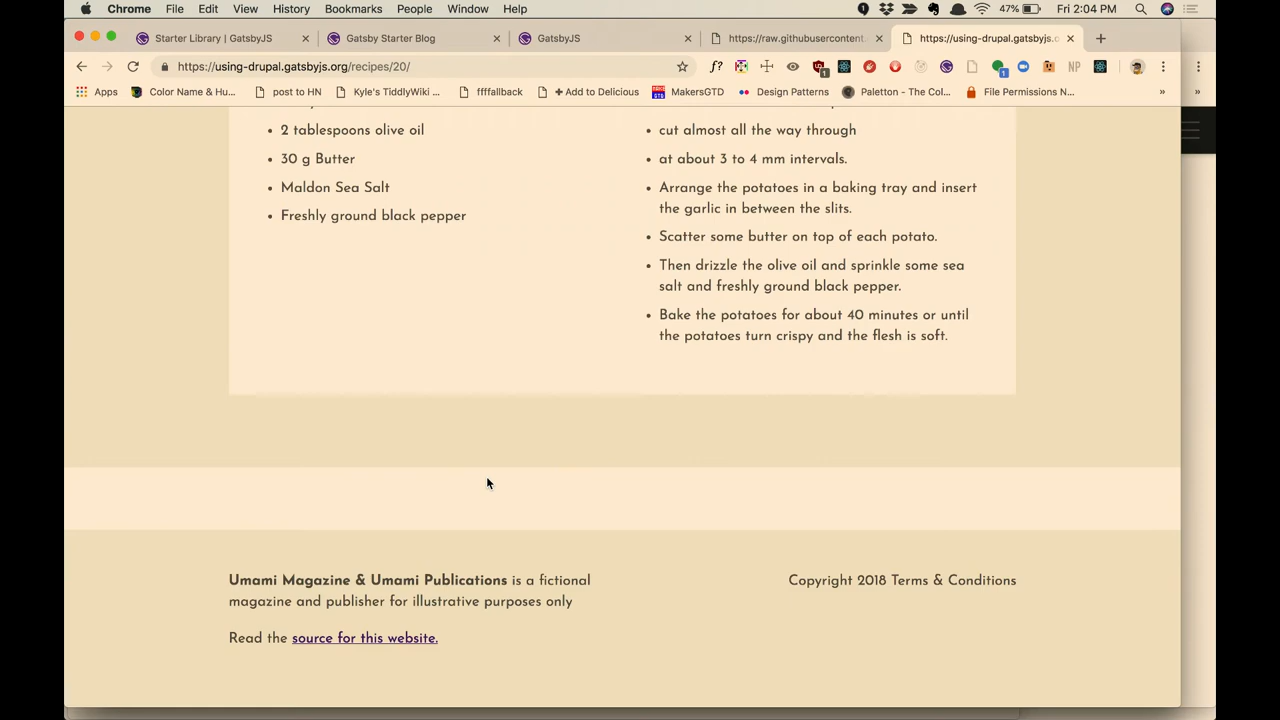 Chrome File Edit View History Bookmarks People Window Help 47% Fri 2:04 PM
Starter Library | GatsbyJS Gatsby Starter Blog GatsbyJS https://raw.githubusercontent. https://using-drupal.gatsbyjs.o
https://using-drupal.gatsbyjs.org/recipes/20/
Apps Color Name & Hu... post to HN Kyle's TiddlyWiki ... ffffallback + Add to Delicious MakersGTD Design Patterns Paletton - The Col... File Permissions N... » »
2 tablespoons olive oil
30 g Butter
Maldon Sea Salt
Freshly ground black pepper
cut almost all the way through
at about 3 to 4 mm intervals.
Arrange the potatoes in a baking tray and insert
the garlic in between the slits.
Scatter some butter on top of each potato.
Then drizzle the olive oil and sprinkle some sea
salt and freshly ground black pepper.
Bake the potatoes for about 40 minutes or until
the potatoes turn crispy and the flesh is soft.
Umami Magazine & Umami Publications is a fictional
magazine and publisher for illustrative purposes only
Read the source for this website.
Copyright 2018 Terms & Conditions